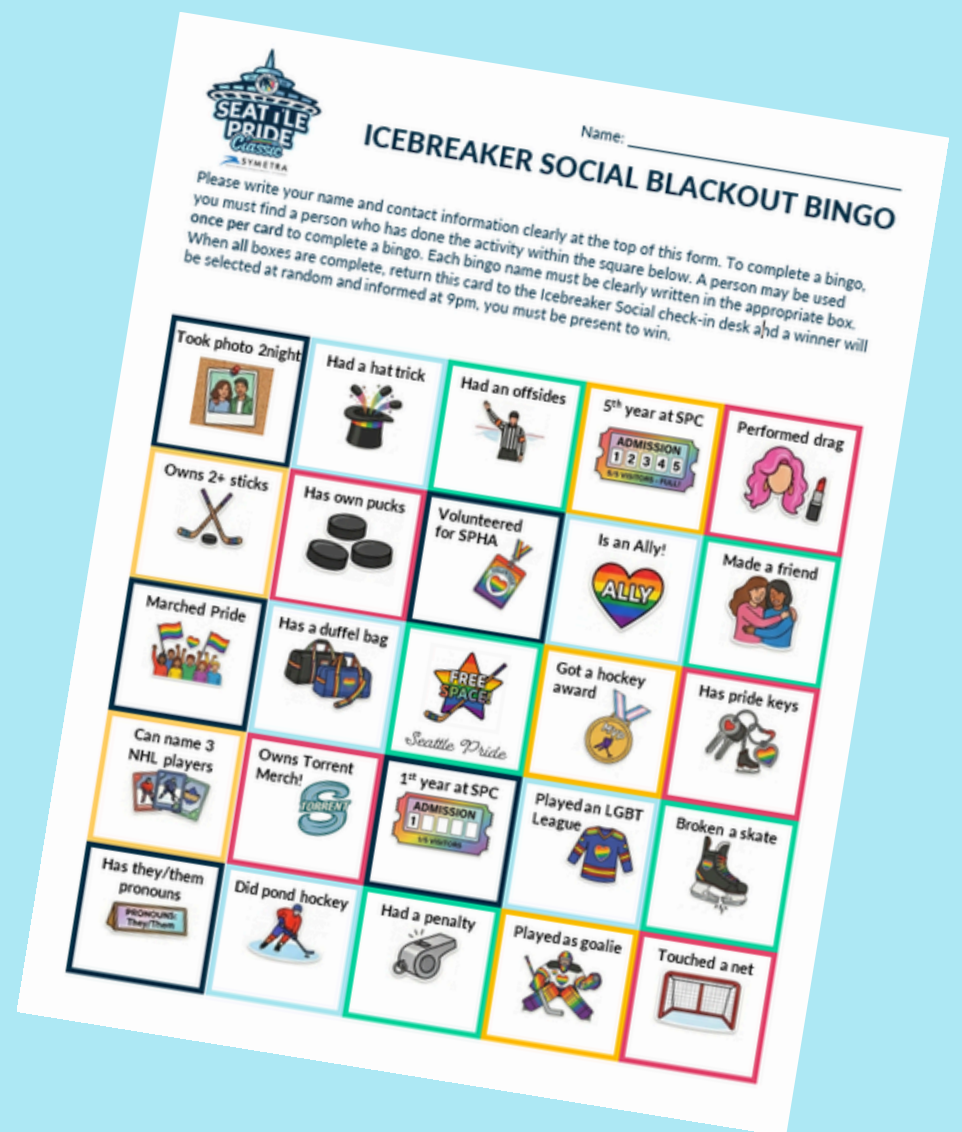 SEATTLE
PRIDE
Classic
SYMETRA
Name:
ICEBREAKER SOCIAL BLACKOUT BINGO
Please write your name and contact information clearly at the top of this form. To complete a bingo,
you must find a person who has done the activity within the square below. A person may be used
once per card to complete a bingo. Each bingo name must be clearly written in the appropriate box.
When all boxes are complete, return this card to the Icebreaker Social check-in desk and a winner will
be selected at random and informed at 9pm, you must be present to win.
Took photo 2night
Had a hat trick
Had an offsides
5th year at SPC
ADMISSION
1 2 3 4 5
5/5 VISITORS - FULL!
Performed drag
Owns 2+ sticks
Has own pucks
Volunteered
for SPHA
Is an Ally!
ALLY
Made a friend
Marched Pride
Has a duffel bag
FREE
SPACE!
Seattle Pride
Got a hockey
award
Has pride keys
Can name 3
NHL players
Owns Torrent
Merch!
TORRENT
1st year at SPC
ADMISSION
1
1/5 VISITORS
Played an LGBT
League
Broken a skate
Has they/them
pronouns
PRONOUNS:
They/Them
Did pond hockey
Had a penalty
Played as goalie
Touched a net